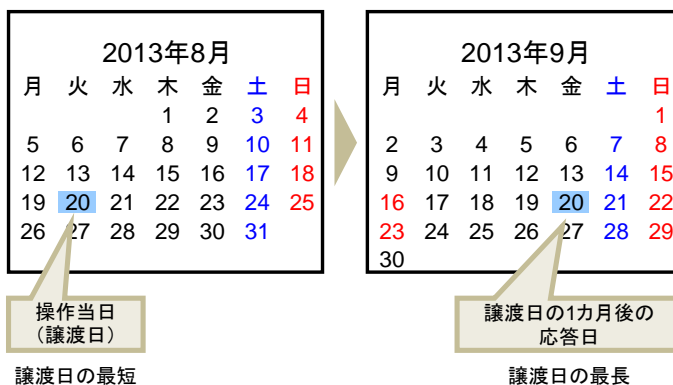 2013年8月
月 火 水 木 金 土 日
1 2 3 4
5 6 7 8 9 10 11
12 13 14 15 16 17 18
19 20 21 22 23 24 25
26 27 28 29 30 31
操作当日
（譲渡日）
譲渡日の最短
2013年9月
月 火 水 木 金 土 日
1
2 3 4 5 6 7 8
9 10 11 12 13 14 15
16 17 18 19 20 21 22
23 24 25 26 27 28 29
30
譲渡日の1カ月後の
応答日
譲渡日の最長